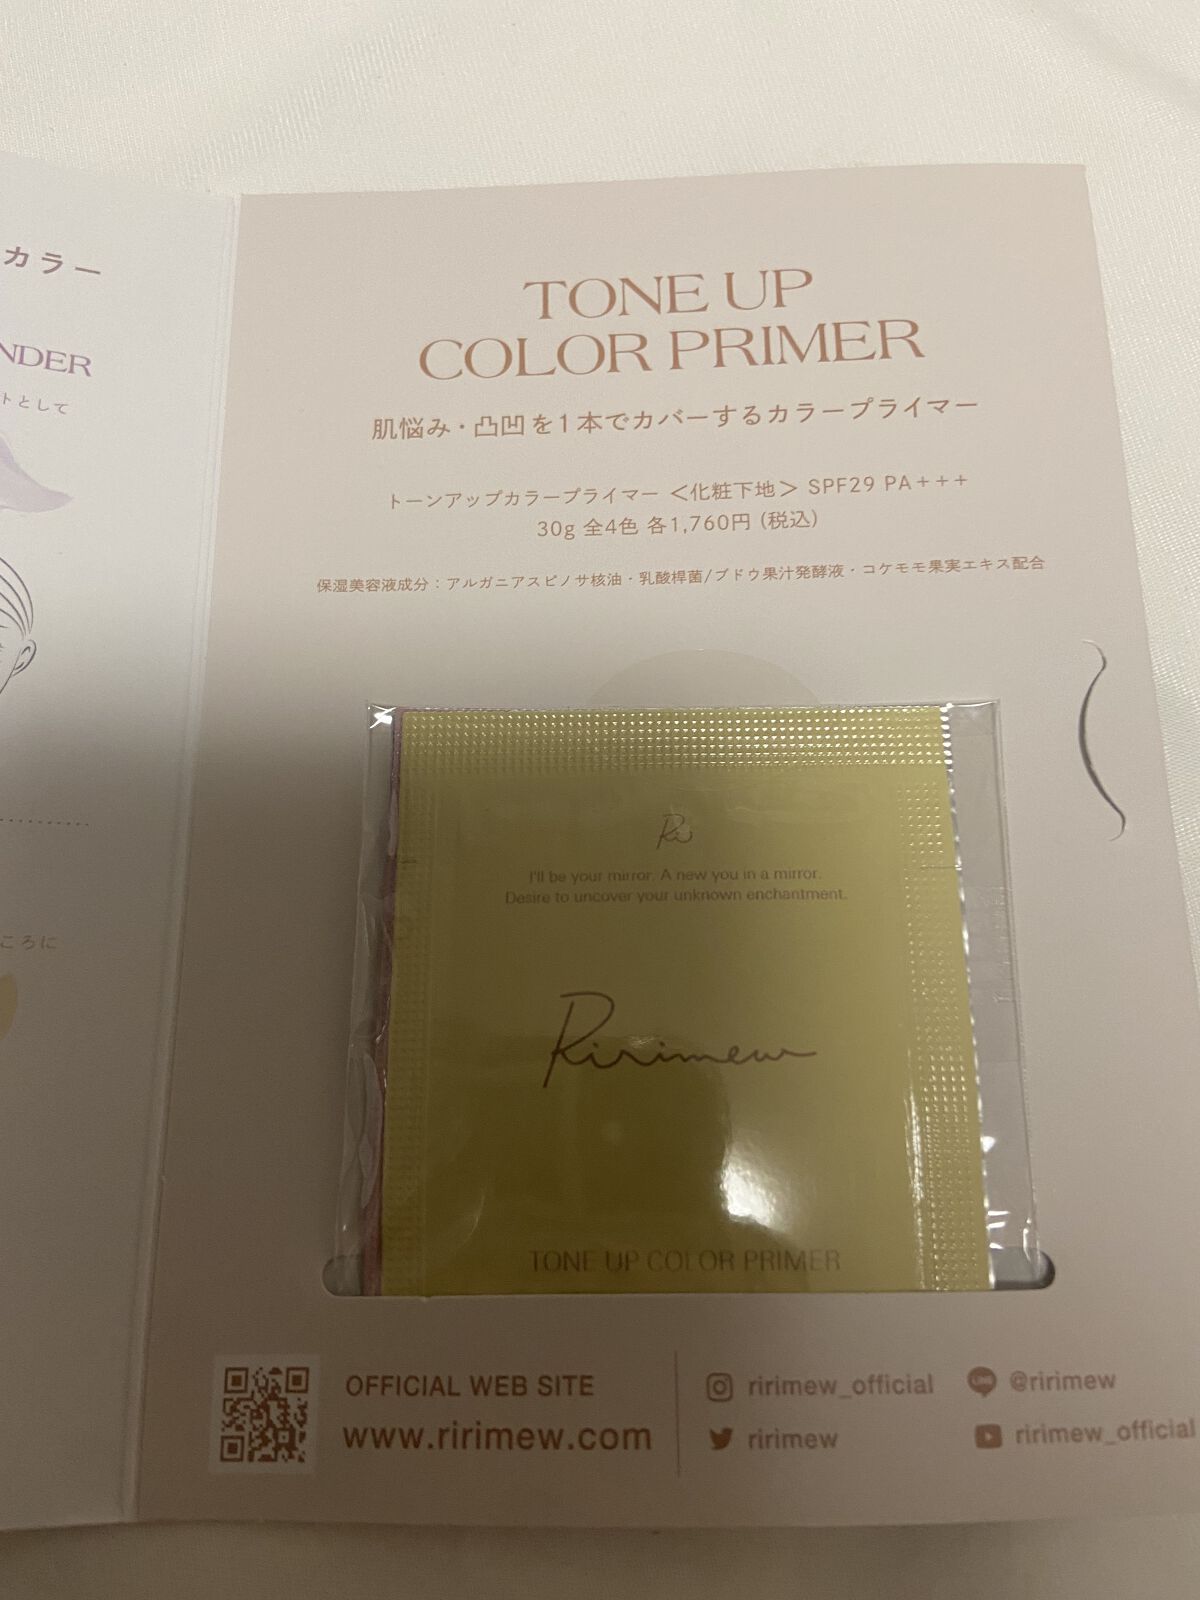 カラー
NDER
トとして
ころに
TONE UP
COLOR PRIMER
肌悩み・凸凹を1本でカバーするカラープライマー
トーンアップカラープライマー ＜化粧下地＞ SPF29 PA＋＋＋
30g 全4色 各1,760円 (税込)
保湿美容液成分：アルガニアスピノサ核油・乳酸桿菌/ブドウ果汁発酵液・コケモモ果実エキス配合
Ri
I'll be your mirror. A new you in a mirror.
Desire to uncover your unknown enchantment.
Ririmew
TONE UP COLOR PRIMER
OFFICIAL WEB SITE
www.ririmew.com
ririmew_official
LINE @ririmew
ririmew
ririmew_official